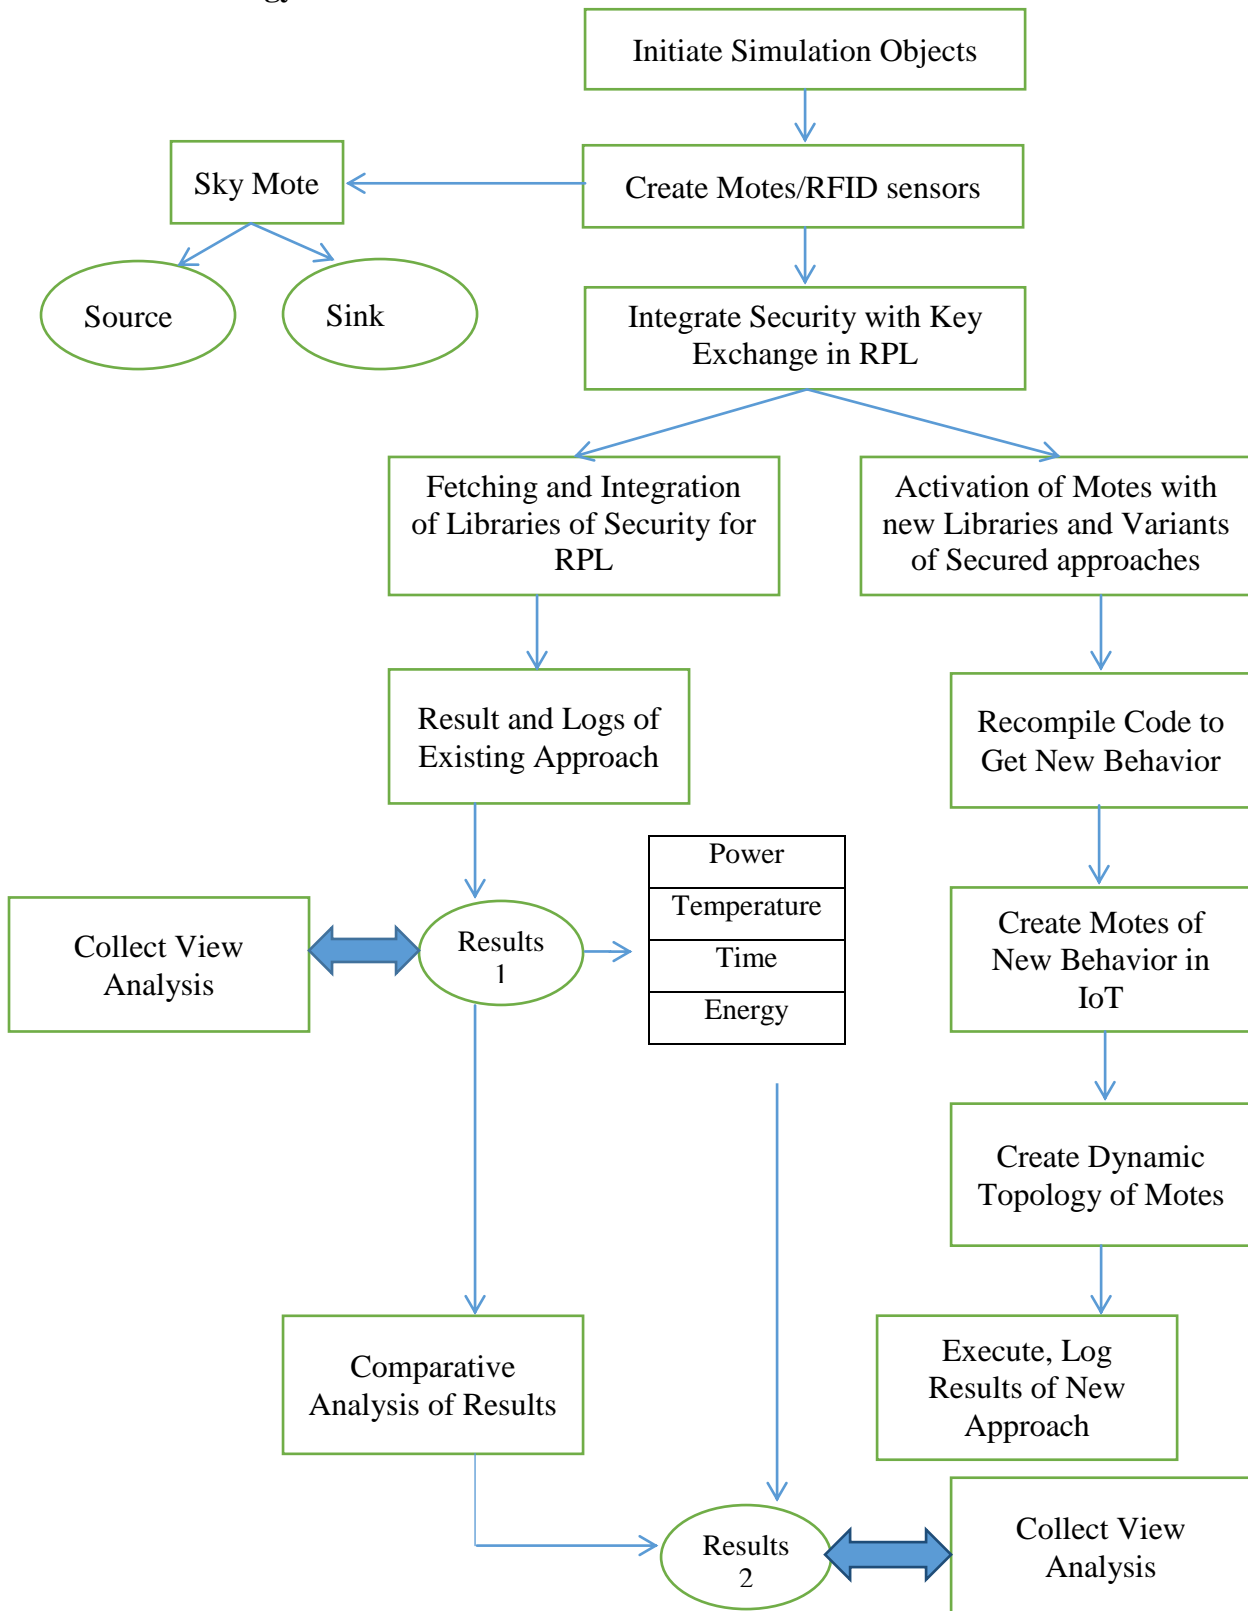 gy
Initiate Simulation Objects
Sky Mote
Create Motes/RFID sensors
Source
Sink
Integrate Security with Key
Exchange in RPL
Fetching and Integration
of Libraries of Security for
RPL
Activation of Motes with
new Libraries and Variants
of Secured approaches
Result and Logs of
Existing Approach
Recompile Code to
Get New Behavior
Power
Temperature
Time
Energy
Collect View
Analysis
Results
1
Create Motes of
New Behavior in
IoT
Create Dynamic
Topology of Motes
Comparative
Analysis of Results
Execute, Log
Results of New
Approach
Results
2
Collect View
Analysis